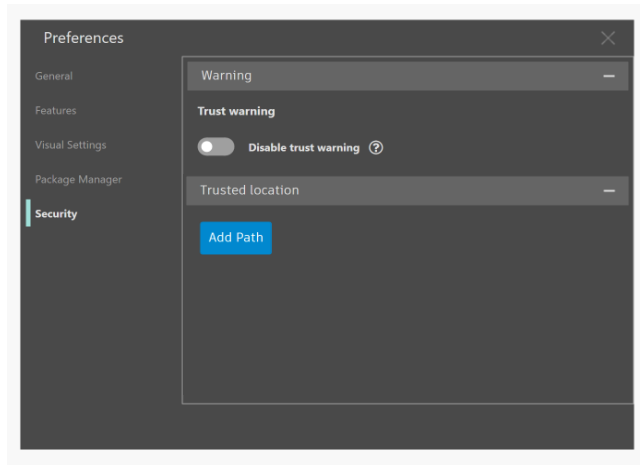 Preferences
General
Features
Visual Settings
Package Manager
Security
Warning
Trust warning
Disable trust warning ?
Trusted location
Add Path